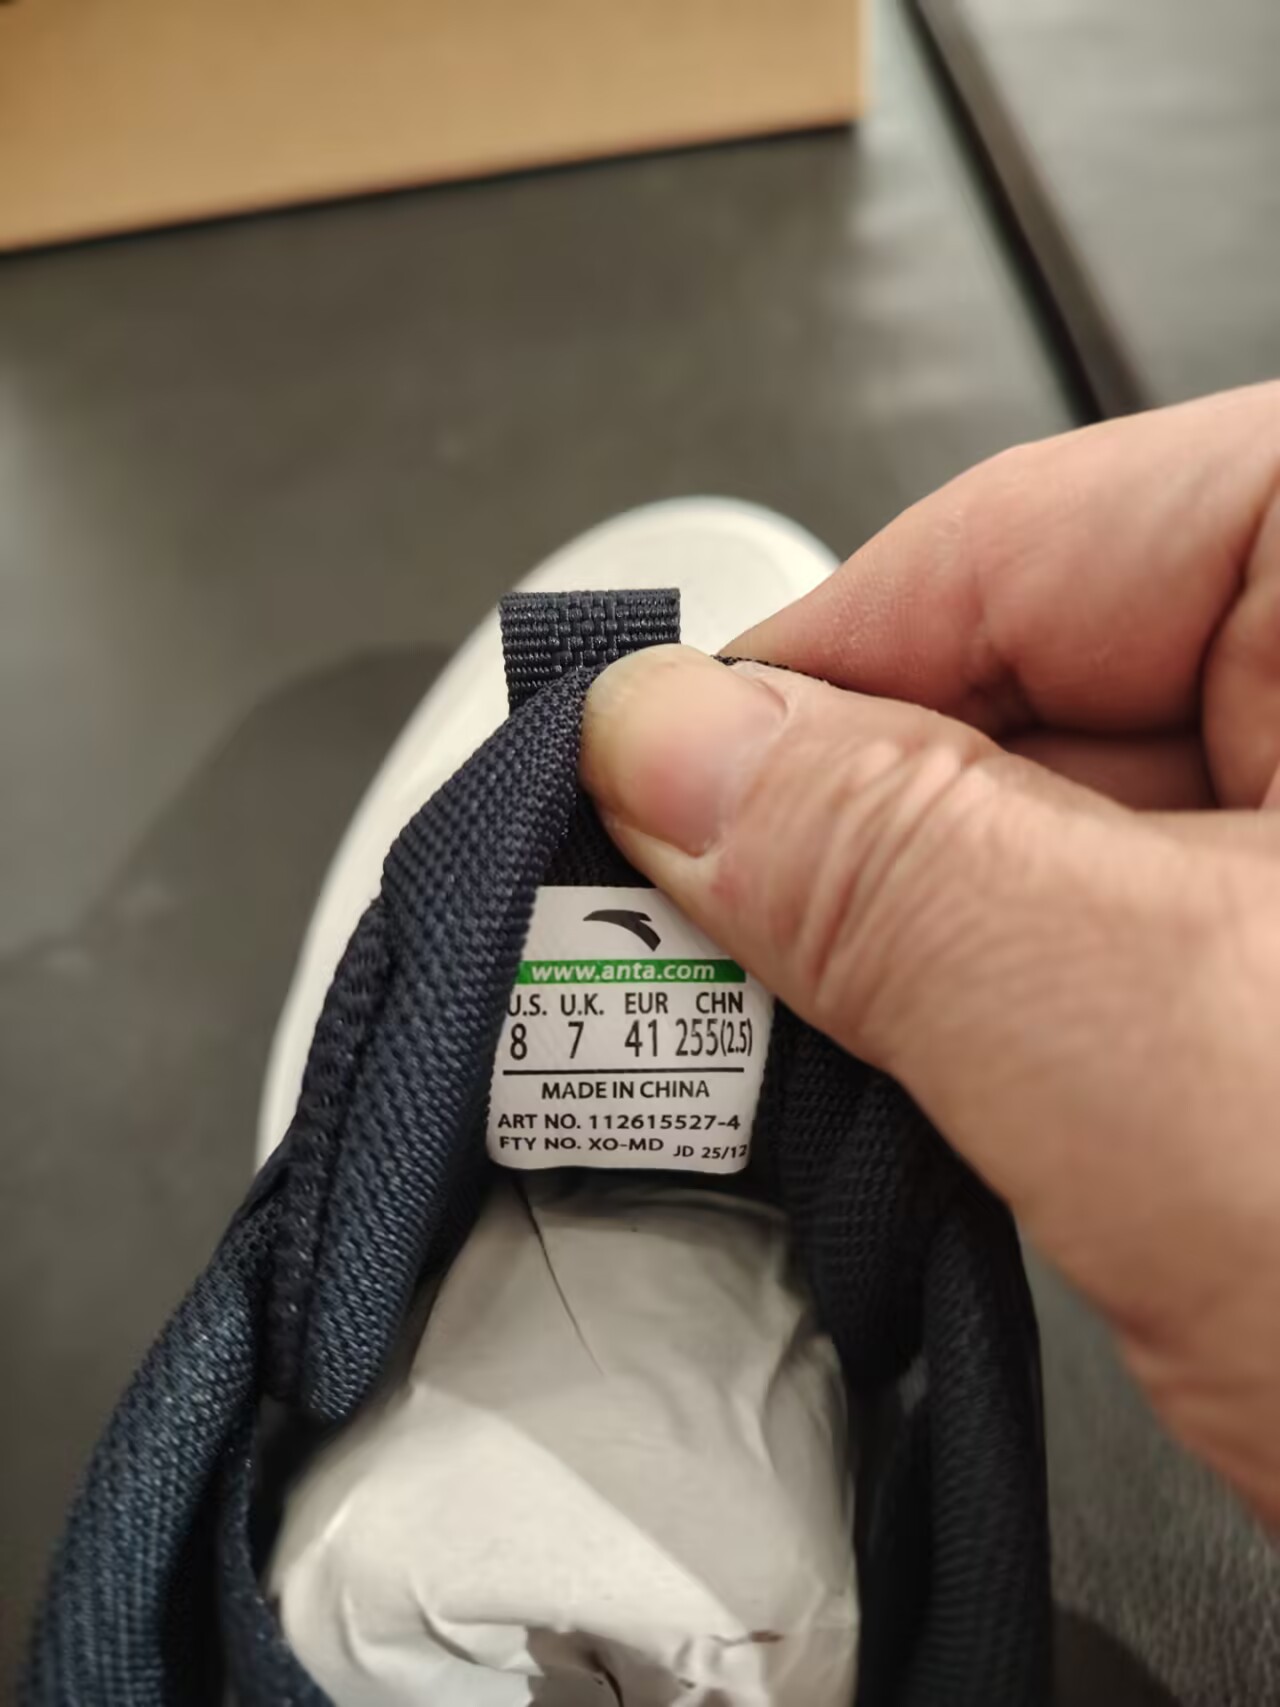 www.anta.com
U.S. U.K. EUR CHN
8 7 41 255(2.5)
MADE IN CHINA
ART NO. 112615527-4
FTY NO. XO-MD JD 25/12